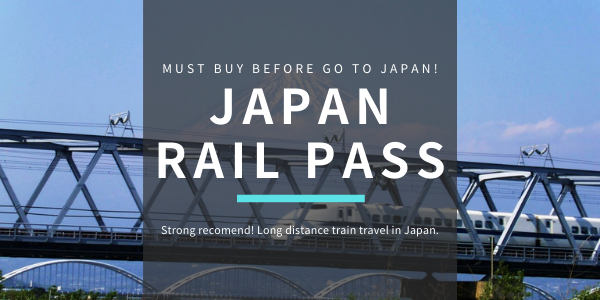 MUST BUY BEFORE GO TO JAPAN!
JAPAN
RAIL PASS
Strong recomend! Long distance train travel in Japan.